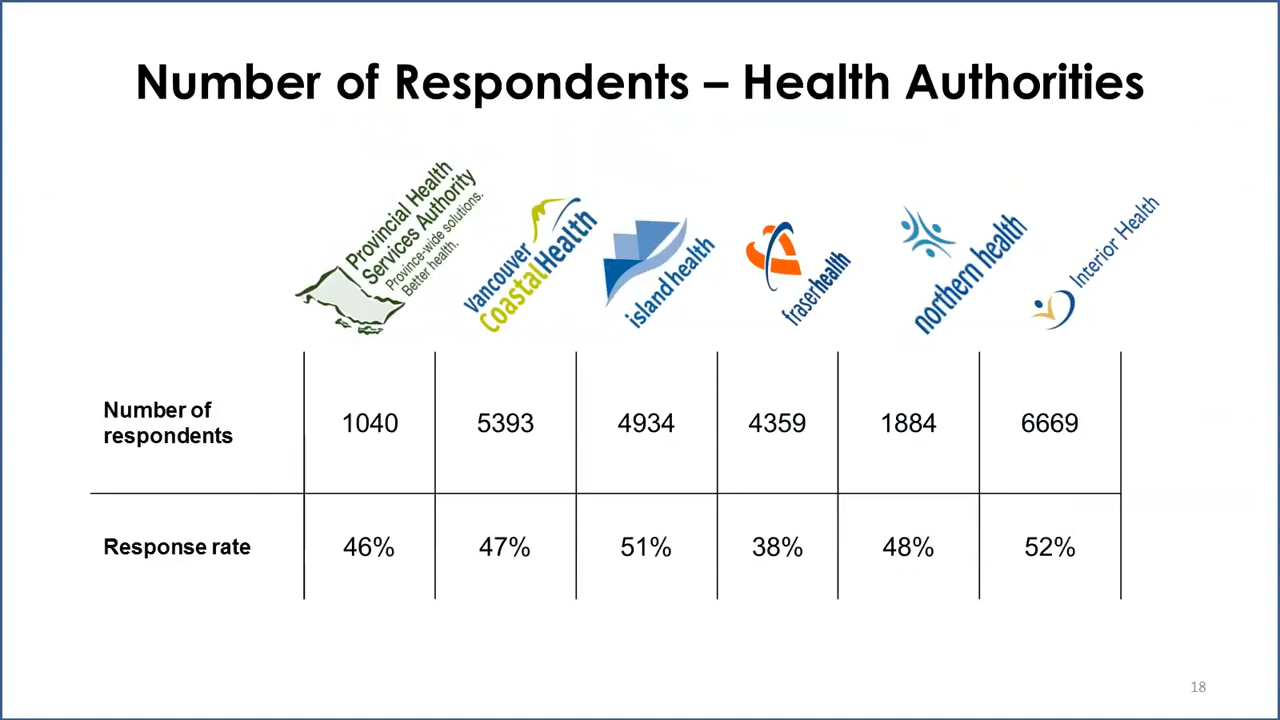 Number of Respondents – Health Authorities
Provincial Health
Services Authority
Province-wide solutions.
Better health.
Vancouver
CoastalHealth
island health
fraserhealth
northern health
Interior Health
Number of
respondents
1040 5393 4934 4359 1884 6669
Response rate 46% 47% 51% 38% 48% 52%
18